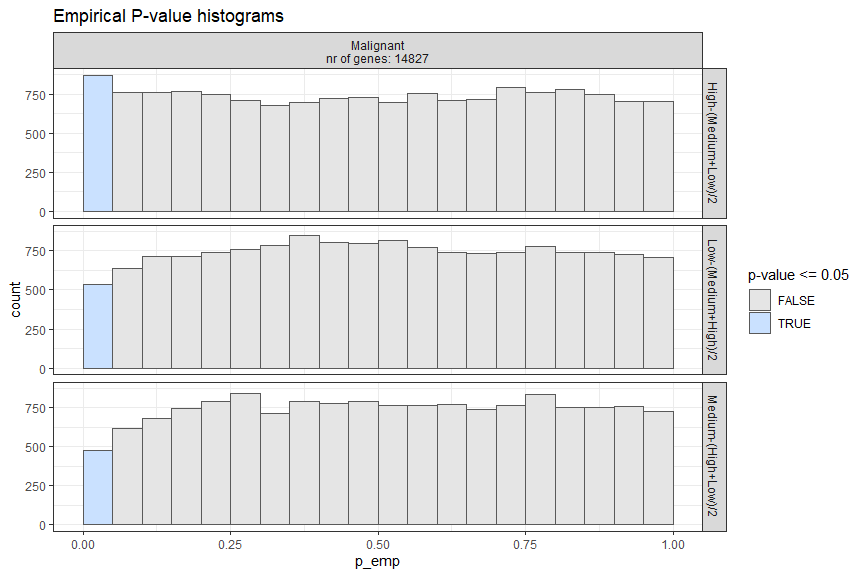 Empirical P-value histograms
Malignant
nr of genes: 14827
750
500
250
0
High-(Medium+Low)/2
750
500
250
0
Low-(Medium+High)/2
750
500
250
0
Medium-(High+Low)/2
count
0.00
0.25
0.50
0.75
1.00
p_emp
p-value <= 0.05
FALSE
TRUE